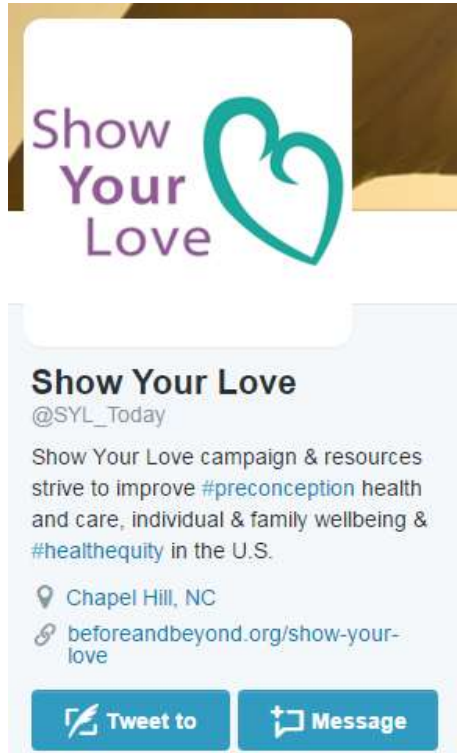 Show
Your
Love
Show Your Love
@SYL_Today
Show Your Love campaign & resources
strive to improve #preconception health
and care, individual & family wellbeing &
#healthequity in the U.S.
Chapel Hill, NC
beforeandbeyond.org/show-your-
love
Tweet to
Message